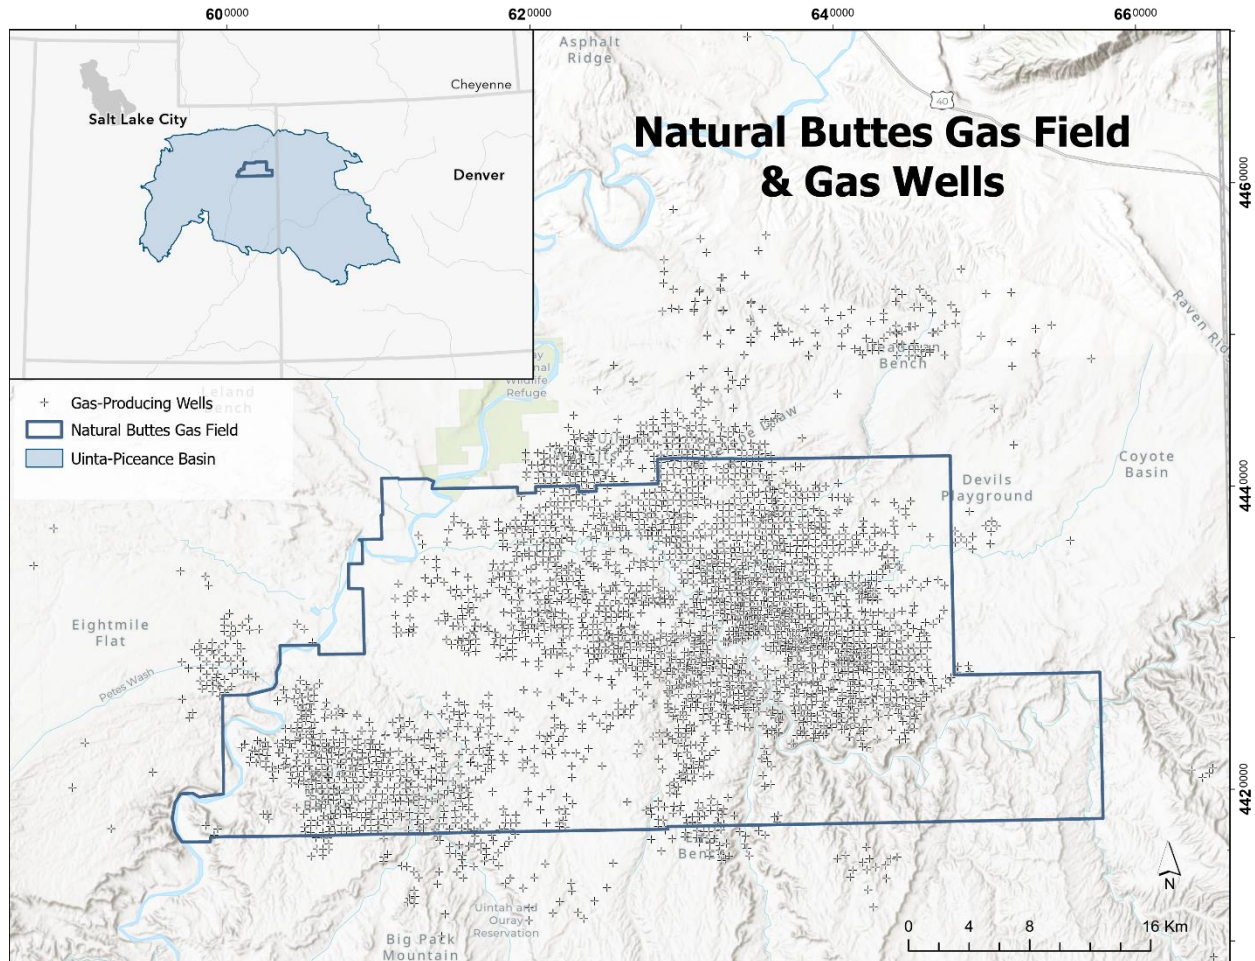 600000
620000
640000
660000
Asphalt
Ridge
40
Natural Buttes Gas Field
& Gas Wells
Cheyenne
Salt Lake City
Denver
4460000
4440000
4420000
Raven
Bench
Wildlife
Refuge
Bench
Gas-Producing Wells
Natural Buttes Gas Field
Uinta-Piceance Basin
Coyote
Basin
Devils
Playground
Eightmile
Flat
Petes Wash
Uintah and
Ouray
Reservation
Big Pack
Mountain
N
0 4 8 16 Km